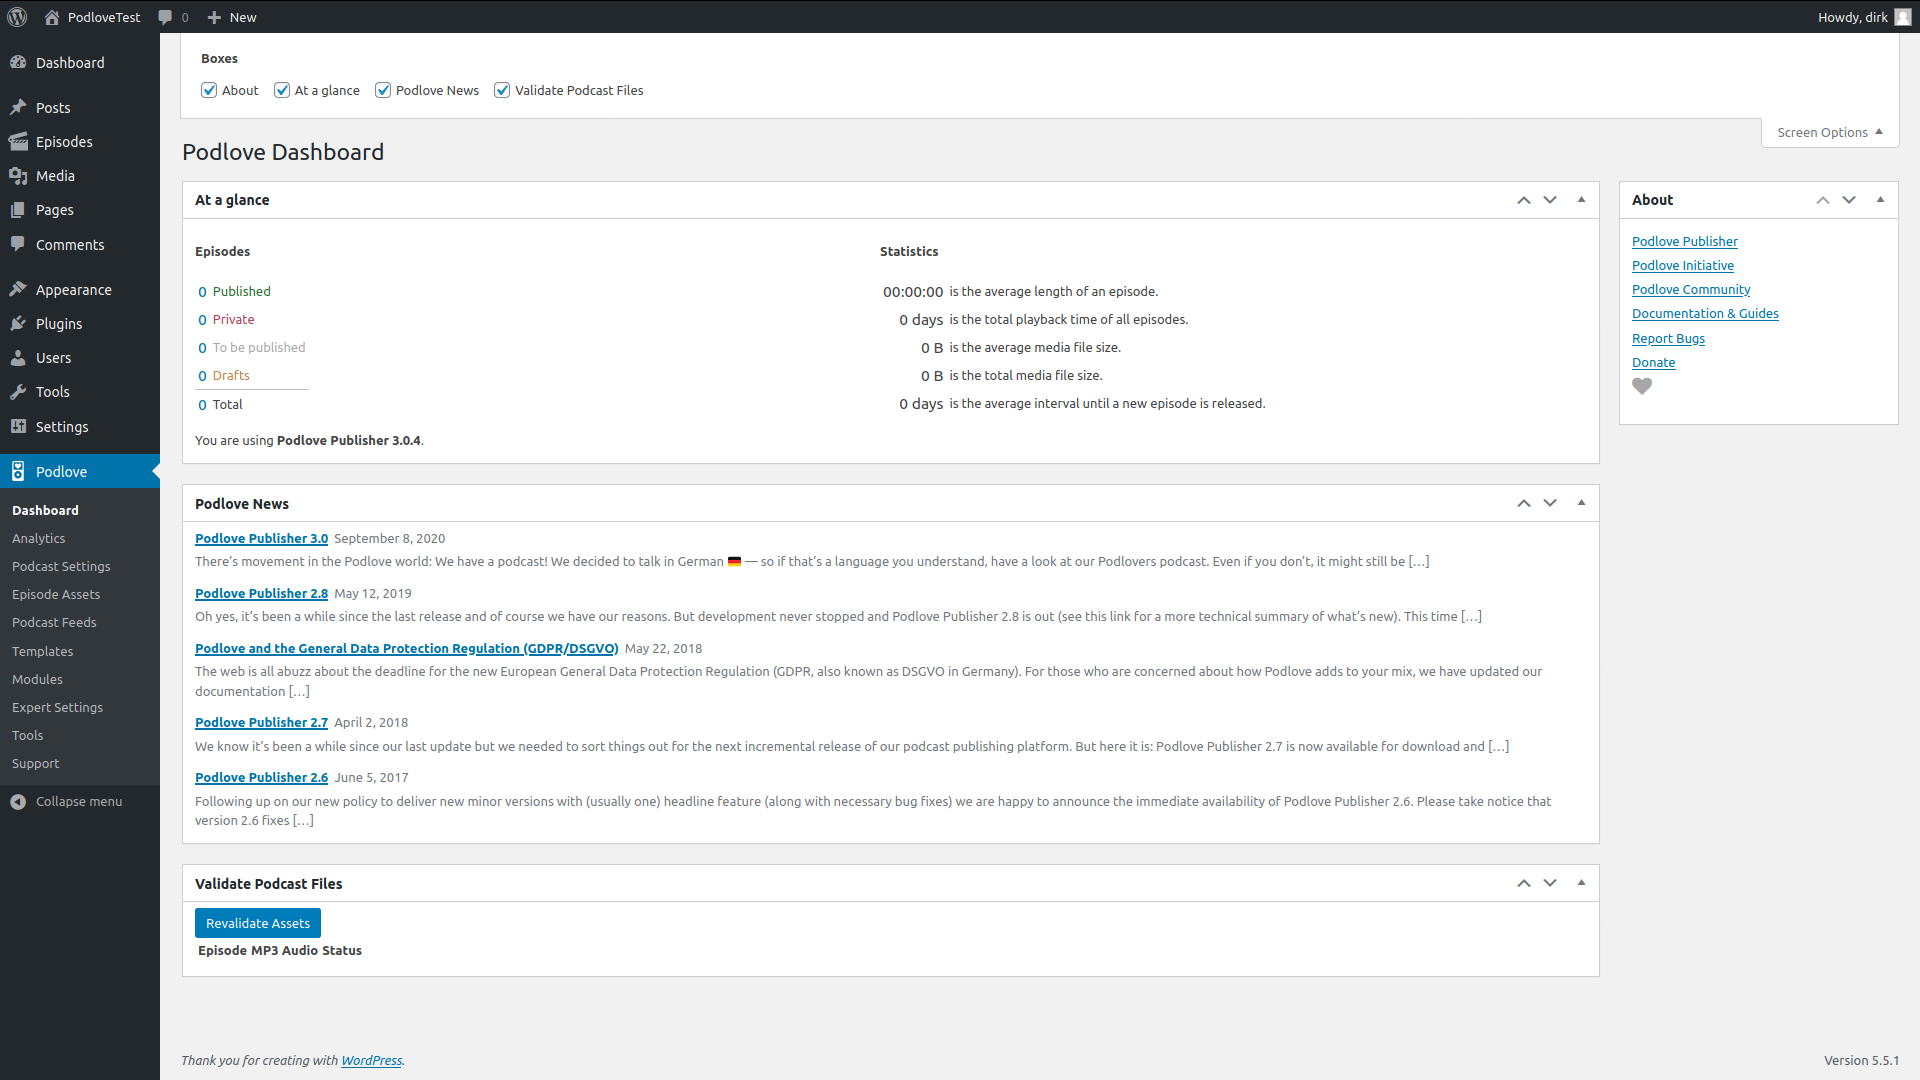 PodloveTest 0 New Howdy, dirk
Dashboard
Posts
Episodes
Media
Pages
Comments
Appearance
Plugins
Users
Tools
Settings
Podlove
Dashboard
Analytics
Podcast Settings
Episode Assets
Podcast Feeds
Templates
Modules
Expert Settings
Tools
Support
Collapse menu
Boxes
About At a glance Podlove News Validate Podcast Files
Screen Options
Podlove Dashboard
At a glance
Episodes
0 Published
0 Private
0 To be published
0 Drafts
0 Total
You are using Podlove Publisher 3.0.4.
Statistics
00:00:00 is the average length of an episode.
0 days is the total playback time of all episodes.
0 B is the average media file size.
0 B is the total media file size.
0 days is the average interval until a new episode is released.
About
Podlove Publisher
Podlove Initiative
Podlove Community
Documentation & Guides
Report Bugs
Donate
Podlove News
Podlove Publisher 3.0 September 8, 2020
There’s movement in the Podlove world: We have a podcast! We decided to talk in German 🇩🇪 — so if that’s a language you understand, have a look at our Podlovers podcast. Even if you don’t, it might still be […]
Podlove Publisher 2.8 May 12, 2019
Oh yes, it’s been a while since the last release and of course we have our reasons. But development never stopped and Podlove Publisher 2.8 is out (see this link for a more technical summary of what’s new). This time […]
Podlove and the General Data Protection Regulation (GDPR/DSGVO) May 22, 2018
The web is all abuzz about the deadline for the new European General Data Protection Regulation (GDPR, also known as DSGVO in Germany). For those who are concerned about how Podlove adds to your mix, we have updated our
documentation […]
Podlove Publisher 2.7 April 2, 2018
We know it’s been a while since our last update but we needed to sort things out for the next incremental release of our podcast publishing platform. But here it is: Podlove Publisher 2.7 is now available for download and […]
Podlove Publisher 2.6 June 5, 2017
Following up on our new policy to deliver new minor versions with (usually one) headline feature (along with necessary bug fixes) we are happy to announce the immediate availability of Podlove Publisher 2.6. Please take notice that
version 2.6 fixes […]
Validate Podcast Files
Revalidate Assets
Episode MP3 Audio Status
Thank you for creating with WordPress.
Version 5.5.1